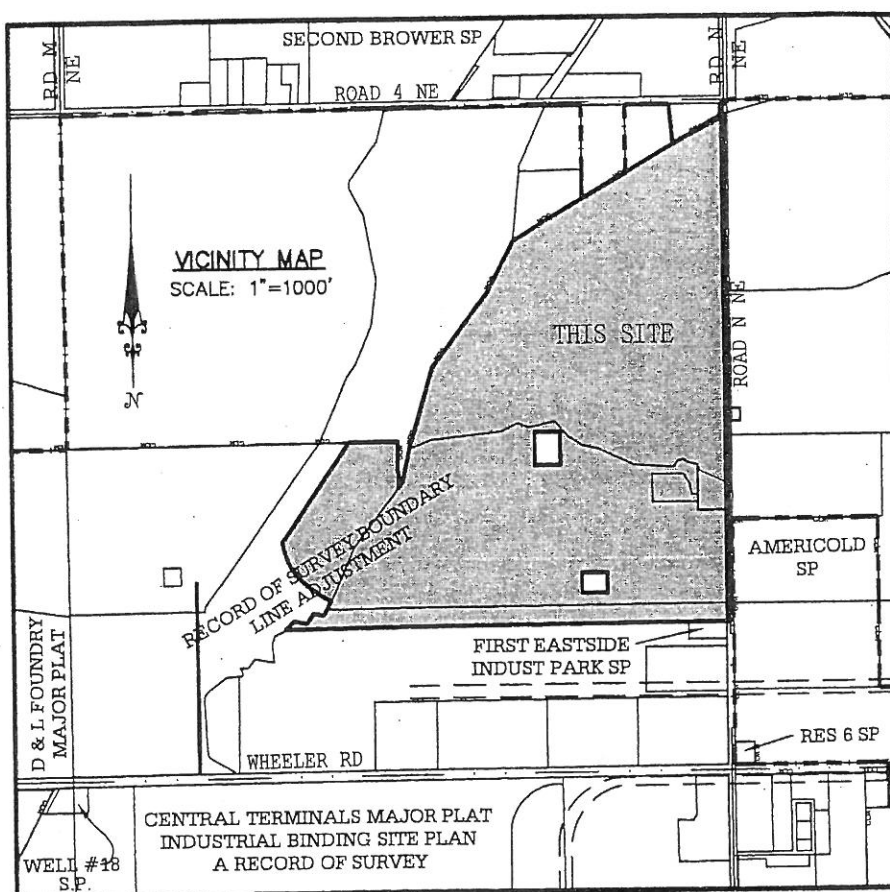 RD M
NE
SECOND BROWER SP
RD N
NE
ROAD 4 NE
VICINITY MAP
SCALE: 1"=1000'
N
THIS SITE
ROAD N NE
RECORD OF SURVEY BOUNDARY
LINE ADJUSTMENT
AMERICOLD
SP
FIRST EASTSIDE
INDUST PARK SP
D & L FOUNDRY
MAJOR PLAT
RES 6 SP
WHEELER RD
CENTRAL TERMINALS MAJOR PLAT
INDUSTRIAL BINDING SITE PLAN
A RECORD OF SURVEY
WELL #18
S.P.